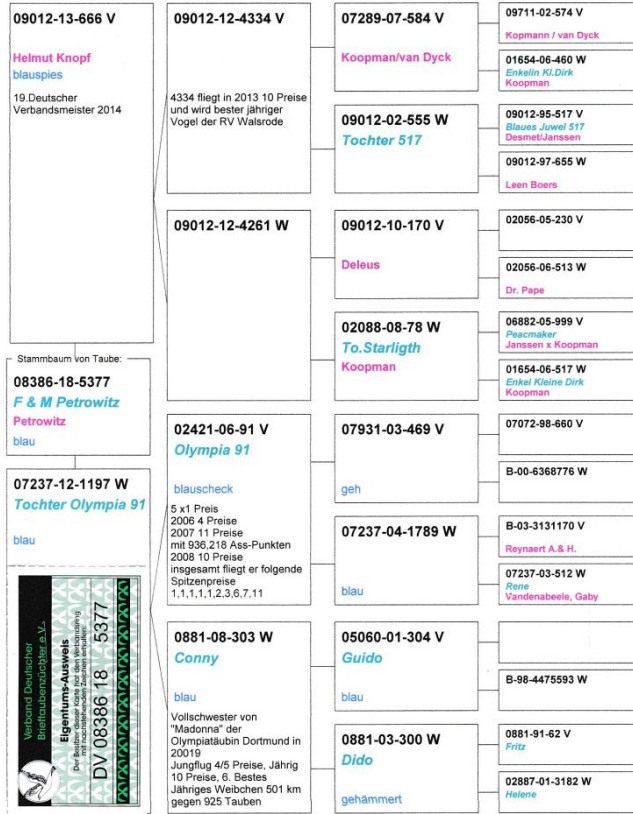 09012-13-666 V
Helmut Knopf
blauspies
19.Deutscher
Verbandsmeister 2014
Stammbaum von Taube:
08386-18-5377
F & M Petrowitz
Petrowitz
blau
07237-12-1197 W
Tochter Olympia 91
blau
Verband Deutscher
Brieftaubenzüchter e.V.
Eigentums-Ausweis
Der Besitzer dieser Karte hat den Verbandsring
mit nachstehenden Zeichen erhalten:
DV 08386 18 5377
09012-12-4334 V
4334 fliegt in 2013 10 Preise
und wird bester jähriger
Vogel der RV Walsrode
09012-12-4261 W
02421-06-91 V
Olympia 91
blauscheck
5 x1 Preis
2006 4 Preise
2007 11 Preise
mit 936,218 Ass-Punkten
2008 10 Preise
insgesamt fliegt er folgende
Spitzenpreise
1,1,1,1,1,2,3,6,7,11
0881-08-303 W
Conny
blau
Vollschwester von
"Madonna" der
Olympiatäubin Dortmund in
20019
Jungflug 4/5 Preise, Jährig
10 Preise, 6. Bestes
Jähriges Weibchen 501 km
gegen 925 Tauben
07289-07-584 V
Koopman/van Dyck
09012-02-555 W
Tochter 517
09012-10-170 V
Deleus
02088-08-78 W
To.Starligth
Koopman
07931-03-469 V
geh
07237-04-1789 W
blau
05060-01-304 V
Guido
blau
0881-03-300 W
Dido
gehämmert
09711-02-574 V
Kopmann / van Dyck
01654-06-460 W
Enkelin Kl.Dirk
Koopman
09012-95-517 V
Blaues Juwel 517
Desmet/Janssen
09012-97-655 W
Leen Boers
02056-05-230 V
02056-06-513 W
Dr. Pape
06882-05-999 V
Peacmaker
Janssen x Koopman
01654-06-517 W
Enkel Kleine Dirk
Koopman
07072-98-660 V
B-00-6368776 W
B-03-3131170 V
Reynaert A.& H.
07237-03-512 W
Rene
Vandenabeele, Gaby
B-98-4475593 W
0881-91-62 V
Fritz
02887-01-3182 W
Helene